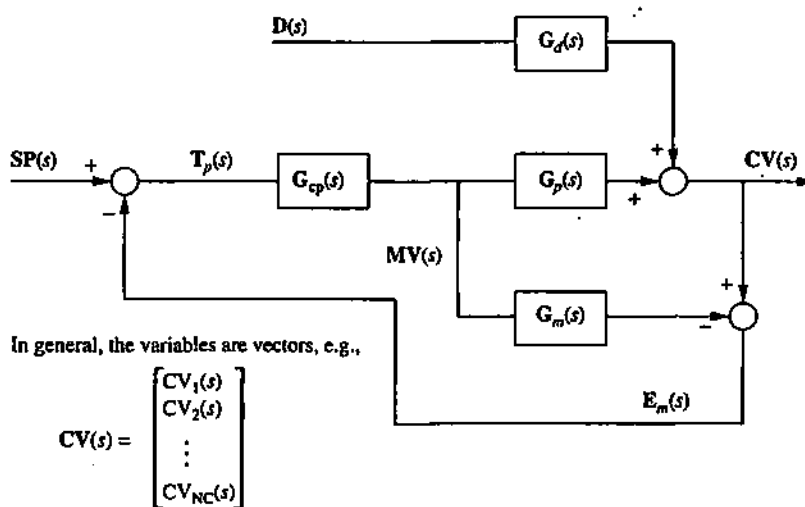 D(s)
G_d(s)
SP(s)
+
T_p(s)
G_cp(s)
G_p(s)
+
+
CV(s)
−
MV(s)
+
G_m(s)
−
In general, the variables are vectors, e.g.,
E_m(s)
CV(s) =
CV_1(s)
CV_2(s)
⋮
CV_NC(s)